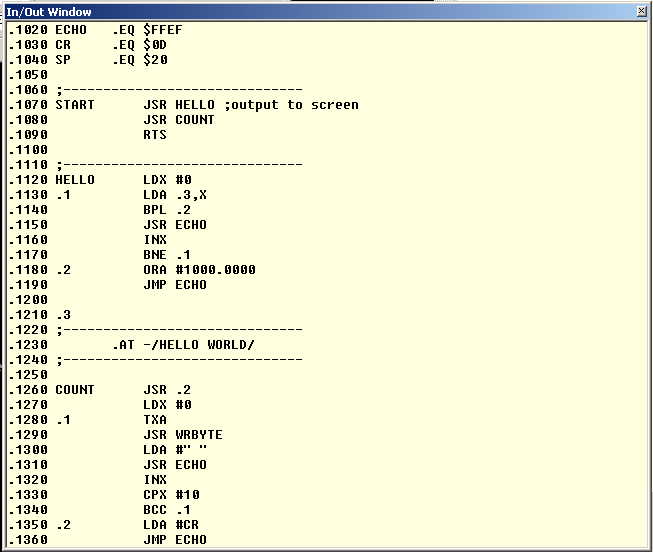 In/Out Window
.1020 ECHO   .EQ $FFEF
.1030 CR     .EQ $0D
.1040 SP     .EQ $20
.1050
.1060 ;------------------------------
.1070 START      JSR HELLO ;output to screen
.1080            JSR COUNT
.1090            RTS
.1100
.1110 ;------------------------------
.1120 HELLO      LDX #0
.1130 .1         LDA .3,X
.1140            BPL .2
.1150            JSR ECHO
.1160            INX
.1170            BNE .1
.1180 .2         ORA #1000.0000
.1190            JMP ECHO
.1200
.1210 .3
.1220 ;------------------------------
.1230        .AT -/HELLO WORLD/
.1240 ;------------------------------
.1250
.1260 COUNT      JSR .2
.1270            LDX #0
.1280 .1         TXA
.1290            JSR WRBYTE
.1300            LDA #" "
.1310            JSR ECHO
.1320            INX
.1330            CPX #10
.1340            BCC .1
.1350 .2         LDA #CR
.1360            JMP ECHO